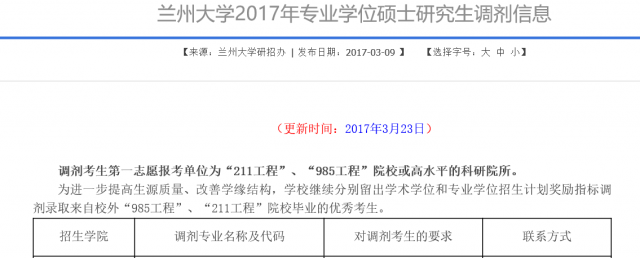 兰州大学2017年专业学位硕士研究生调剂信息
【来源：兰州大学研招办 | 发布日期：2017-03-09 】 【选择字号：大 中 小】
（更新时间：2017年3月23日）
调剂考生第一志愿报考单位为“211工程”、“985工程”院校或高水平的科研院所。
为进一步提高生源质量、改善学缘结构，学校继续分别留出学术学位和专业学位招生计划奖励指标调
剂录取来自校外“985工程”、“211工程”院校毕业的优秀考生。
招生学院 调剂专业名称及代码 对调剂考生的要求 联系方式